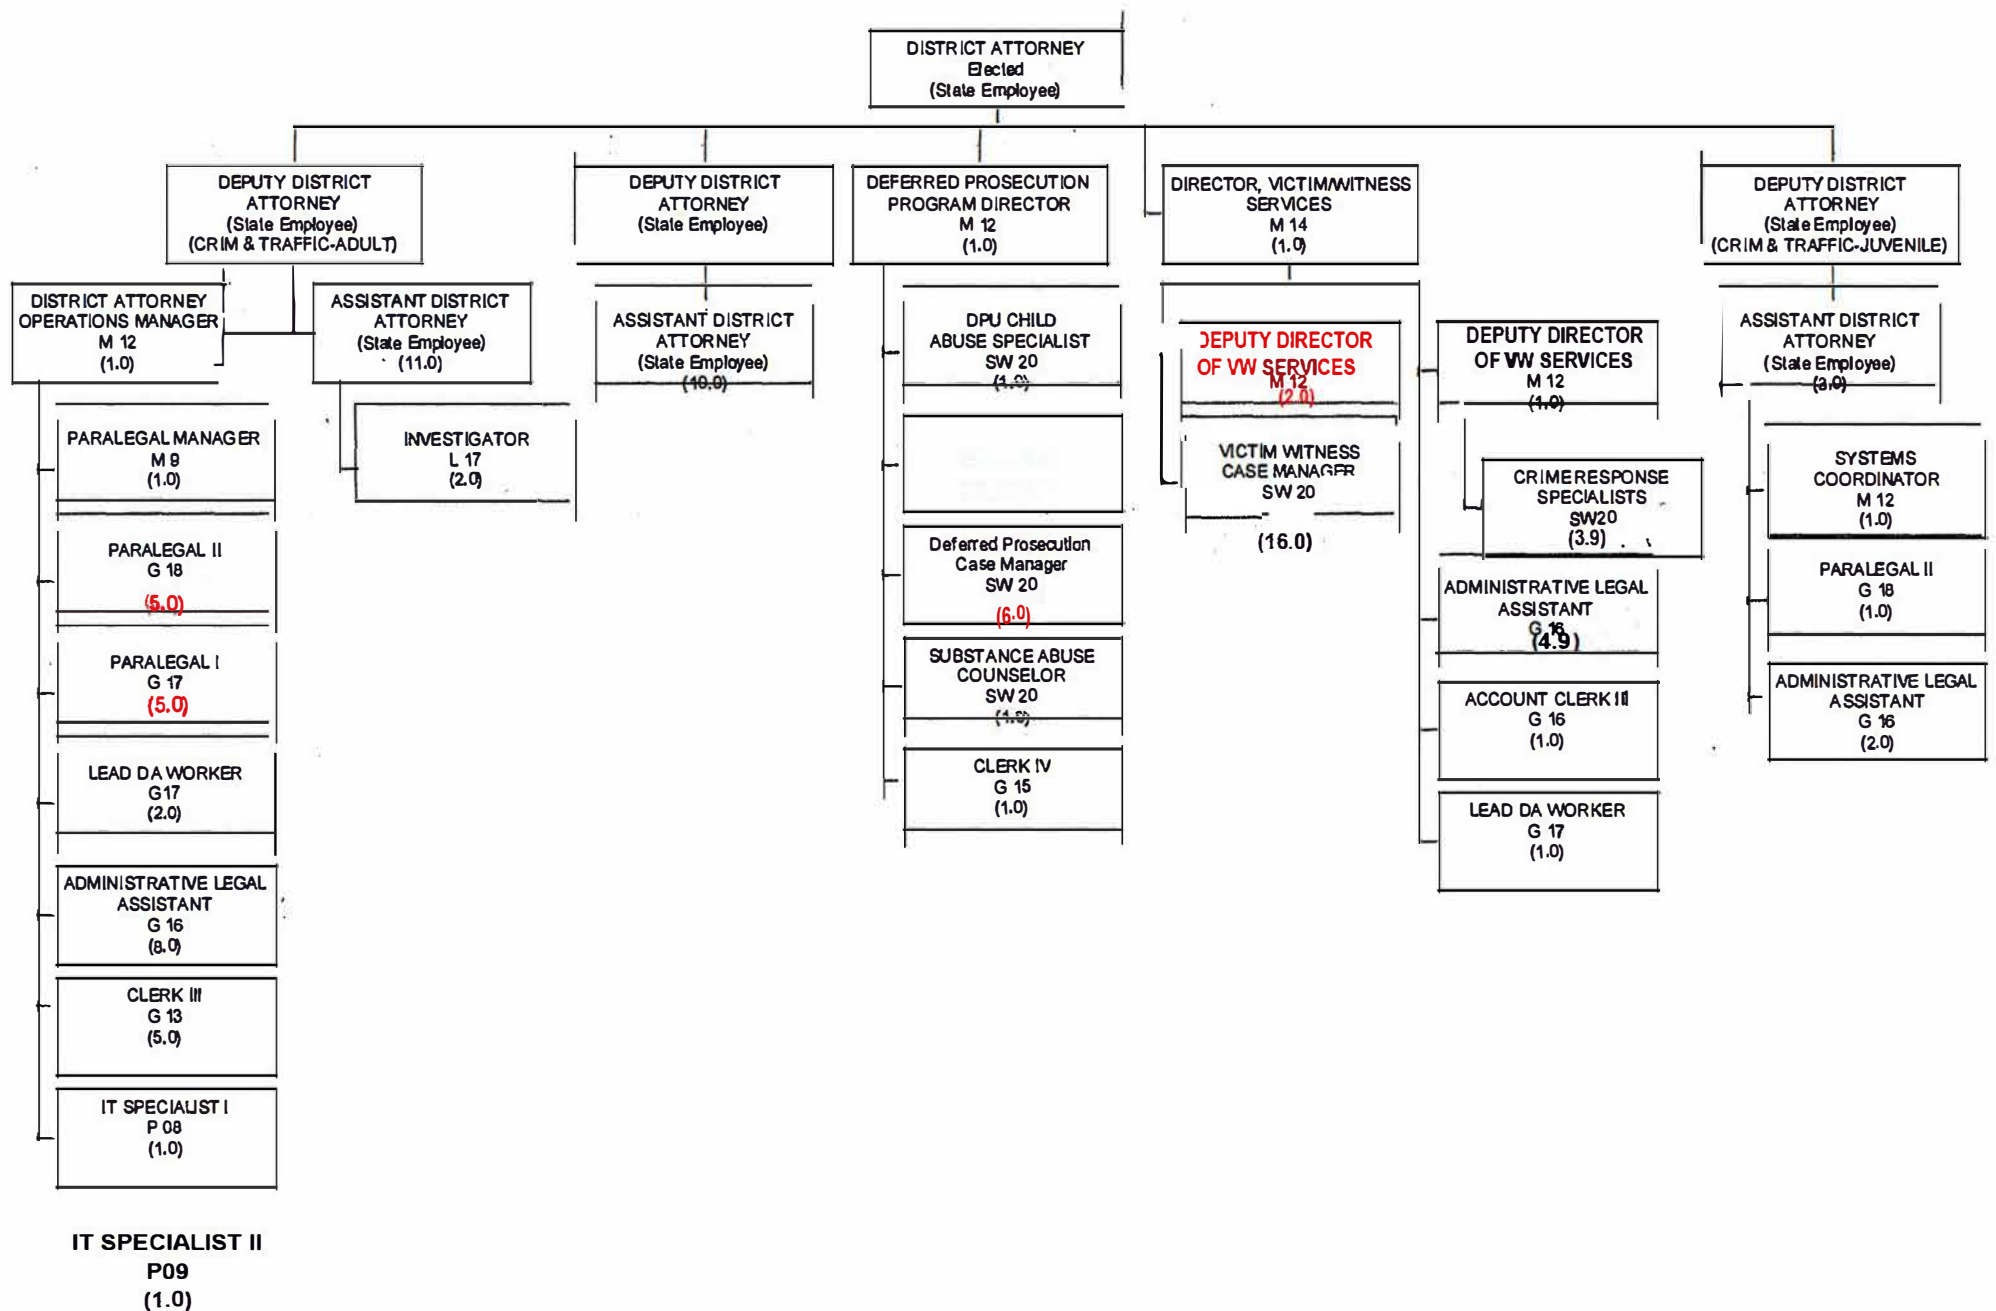 DISTRICT ATTORNEY
Elected
(State Employee)
DEPUTY DISTRICT
ATTORNEY
(State Employee)
(CRIM & TRAFFIC-ADULT)
DEPUTY DISTRICT
ATTORNEY
(State Employee)
DEFERRED PROSECUTION
PROGRAM DIRECTOR
M 12
(1.0)
DIRECTOR, VICTIM/WITNESS
SERVICES
M 14
(1.0)
DEPUTY DISTRICT
ATTORNEY
(State Employee)
(CRIM & TRAFFIC-JUVENILE)
DISTRICT ATTORNEY
OPERATIONS MANAGER
M 12
(1.0)
ASSISTANT DISTRICT
ATTORNEY
(State Employee)
(11.0)
PARALEGAL MANAGER
M 9
(1.0)
PARALEGAL II
G 18
(5.0)
PARALEGAL I
G 17
(5.0)
LEAD DA WORKER
G17
(2.0)
ADMINISTRATIVE LEGAL
ASSISTANT
G 16
(8.0)
CLERK III
G 13
(5.0)
IT SPECIALIST I
P 08
(1.0)
IT SPECIALIST II
P09
(1.0)
INVESTIGATOR
L 17
(2.0)
ASSISTANT DISTRICT
ATTORNEY
(State Employee)
(10.0)
DPU CHILD
ABUSE SPECIALIST
SW 20
(1.0)
Deferred Prosecution
Case Manager
SW 20
(6.0)
SUBSTANCE ABUSE
COUNSELOR
SW 20
(1.0)
CLERK IV
G 15
(1.0)
DEPUTY DIRECTOR
OF VW SERVICES
M 12
(2.0)
VICTIM WITNESS
CASE MANAGER
SW 20
(16.0)
DEPUTY DIRECTOR
OF VW SERVICES
M 12
(1.0)
CRIME RESPONSE
SPECIALISTS
SW20
(3.9)
ADMINISTRATIVE LEGAL
ASSISTANT
G 16
(4.9)
ACCOUNT CLERK III
G 16
(1.0)
LEAD DA WORKER
G 17
(1.0)
ASSISTANT DISTRICT
ATTORNEY
(State Employee)
(3.0)
SYSTEMS
COORDINATOR
M 12
(1.0)
PARALEGAL II
G 18
(1.0)
ADMINISTRATIVE LEGAL
ASSISTANT
G 16
(2.0)